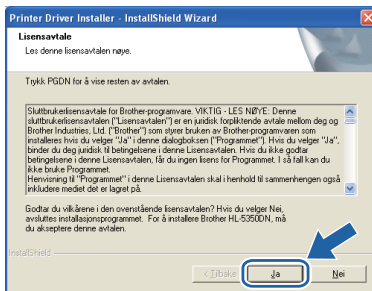 Printer Driver Installer - InstallShield Wizard
Lisensavtale
Les denne lisensavtalen nøye.
Trykk PGDN for å vise resten av avtalen.
Sluttbrukerlisensavtale for Brother-programvare. VIKTIG - LES NØYE: Denne
sluttbrukerlisensavtalen ("Lisensavtalen") er en juridisk forpliktende avtale mellom deg og
Brother Industries, Ltd. ("Brother") som styrer bruken av Brother-programvaren som
installeres hvis du velger "Ja" i denne dialogboksen ("Programmet"). Hvis du velger "Ja",
binder du deg juridisk til betingelsene i denne Lisensavtalen. Hvis du ikke godtar
betingelsene i denne Lisensavtalen, får du ingen lisens for Programmet. I så fall kan du
ikke bruke Programmet.
Henvisning til "Programmet" i denne Lisensavtalen skal i henhold til sammenhengen også
inkludere mediet det er lagret på.
Godtar du vilkårene i den ovenstående lisensavtalen? Hvis du velger Nei,
avsluttes installasjonsprogrammet. For å installere Brother HL-5350DN, må
du akseptere denne avtalen.
InstallShield
< Tilbake Ja Nei